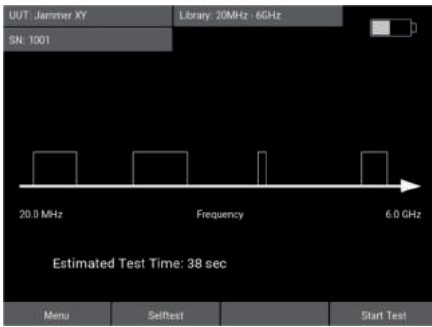 UUT: Jammer XY
Library: 20MHz - 6GHz
SN: 1001
20.0 MHz
Frequency
6.0 GHz
Estimated Test Time: 38 sec
Menu
Selftest
Start Test